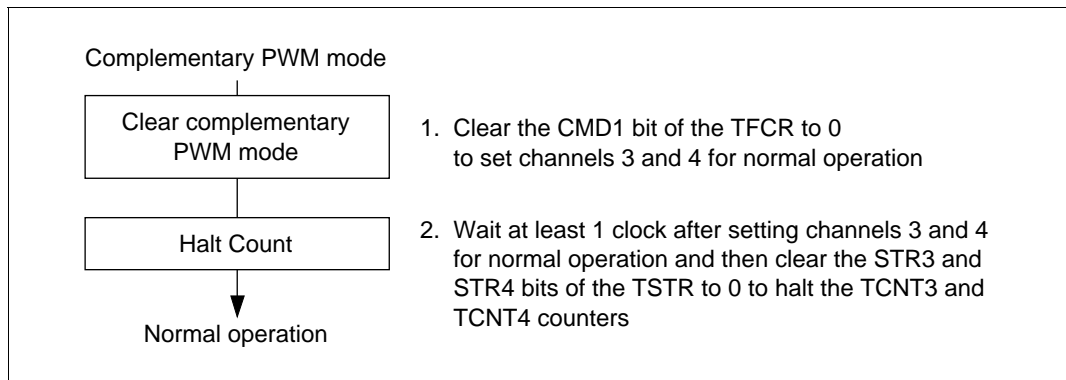 Complementary PWM mode
Clear complementary
PWM mode
1. Clear the CMD1 bit of the TFCR to 0
to set channels 3 and 4 for normal operation
Halt Count
2. Wait at least 1 clock after setting channels 3 and 4
for normal operation and then clear the STR3 and
STR4 bits of the TSTR to 0 to halt the TCNT3 and
TCNT4 counters
Normal operation